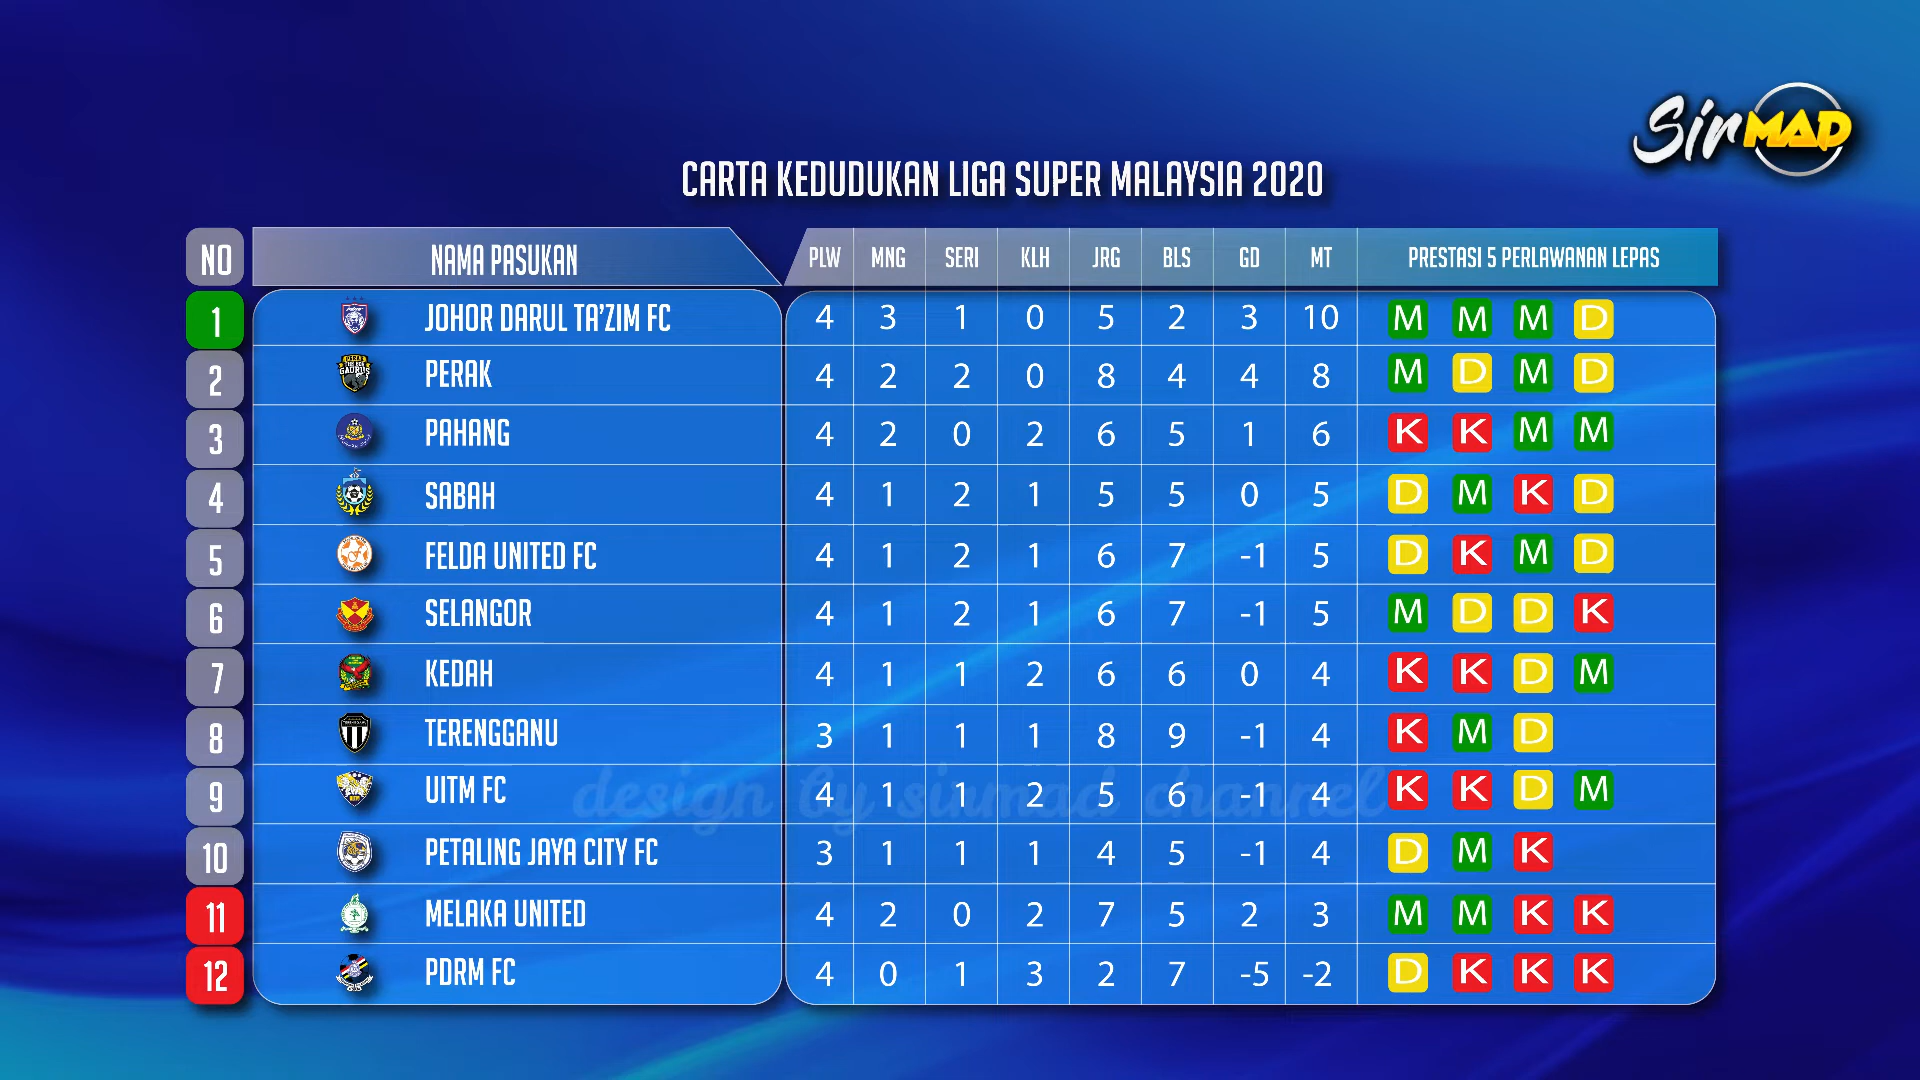 SirMAD
CARTA KEDUDUKAN LIGA SUPER MALAYSIA 2020
NO NAMA PASUKAN PLW MNG SERI KLH JRG BLS GD MT PRESTASI 5 PERLAWANAN LEPAS
1 JOHOR DARUL TA'ZIM FC 4 3 1 0 5 2 3 10 M M M D
2 PERAK 4 2 2 0 8 4 4 8 M D M D
3 PAHANG 4 2 0 2 6 5 1 6 K K M M
4 SABAH 4 1 2 1 5 5 0 5 D M K D
5 FELDA UNITED FC 4 1 2 1 6 7 -1 5 D K M D
6 SELANGOR 4 1 2 1 6 7 -1 5 M D D K
7 KEDAH 4 1 1 2 6 6 0 4 K K D M
8 TERENGGANU 3 1 1 1 8 9 -1 4 K M D
9 UITM FC 4 1 1 2 5 6 -1 4 K K D M
design by sirmad channel
10 PETALING JAYA CITY FC 3 1 1 1 4 5 -1 4 D M K
11 MELAKA UNITED 4 2 0 2 7 5 2 3 M M K K
12 PDRM FC 4 0 1 3 2 7 -5 -2 D K K K